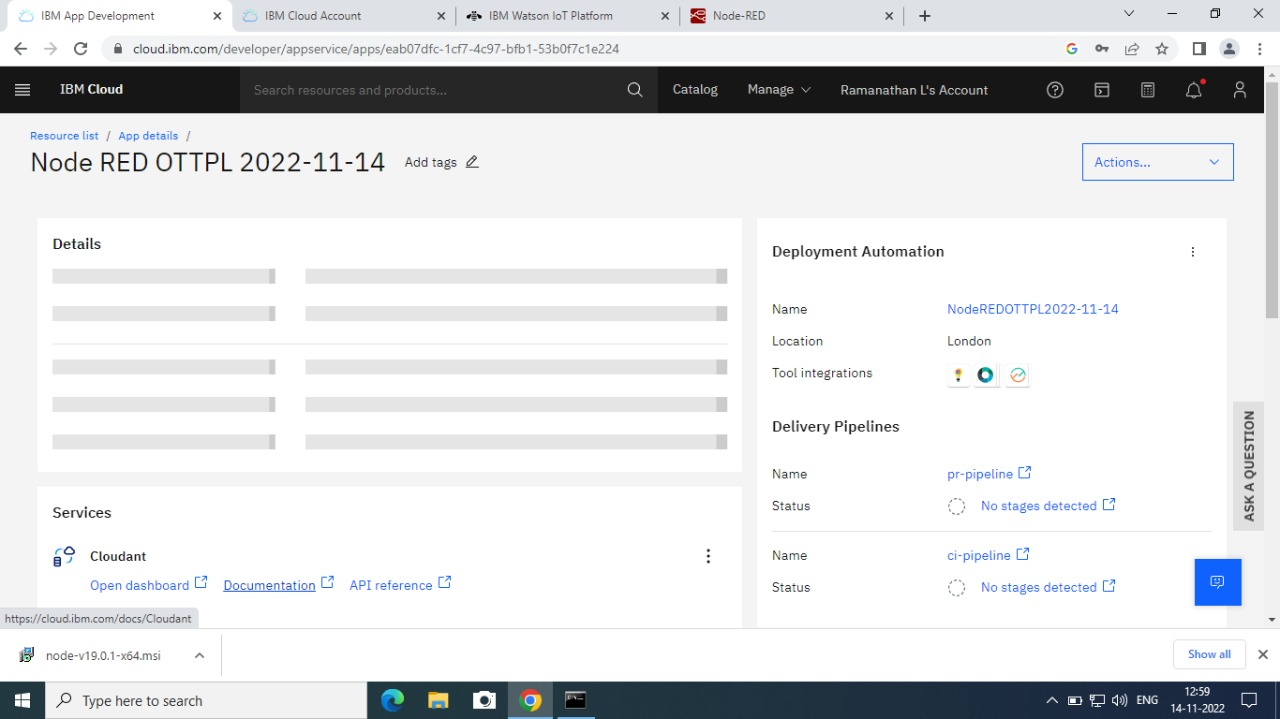 IBM App Development
IBM Cloud Account
IBM Watson IoT Platform
Node-RED
cloud.ibm.com/developer/appservice/apps/eab07dfc-1cf7-4c97-bfb1-53b0f7c1e224
IBM Cloud
Search resources and products...
Catalog
Manage
Ramanathan L's Account
Resource list / App details /
Node RED OTTPL 2022-11-14
Add tags
Actions...
Details
Services
Cloudant
Open dashboard
Documentation
API reference
Deployment Automation
Name
NodeREDOTTPL2022-11-14
Location
London
Tool integrations
Delivery Pipelines
Name
pr-pipeline
Status
No stages detected
Name
ci-pipeline
Status
No stages detected
ASK A QUESTION
https://cloud.ibm.com/docs/Cloudant
node-v19.0.1-x64.msi
Show all
Type here to search
ENG
12:59
14-11-2022